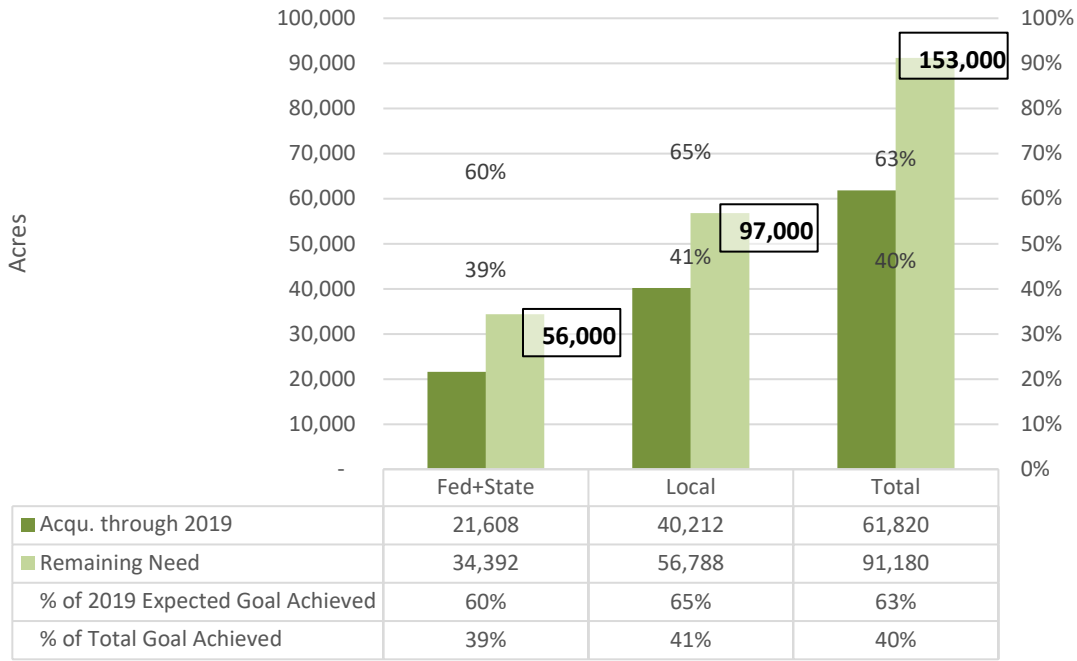 100,000 100%
90,000 153,000 90%
80,000 80%
70,000 60% 65% 63% 70%
60,000 60%
50,000 97,000 50%
40,000 39% 41% 40% 40%
30,000 56,000 30%
20,000 20%
10,000 10%
- 0%
Acres
Fed+State Local Total
Acqu. through 2019 21,608 40,212 61,820
Remaining Need 34,392 56,788 91,180
% of 2019 Expected Goal Achieved 60% 65% 63%
% of Total Goal Achieved 39% 41% 40%